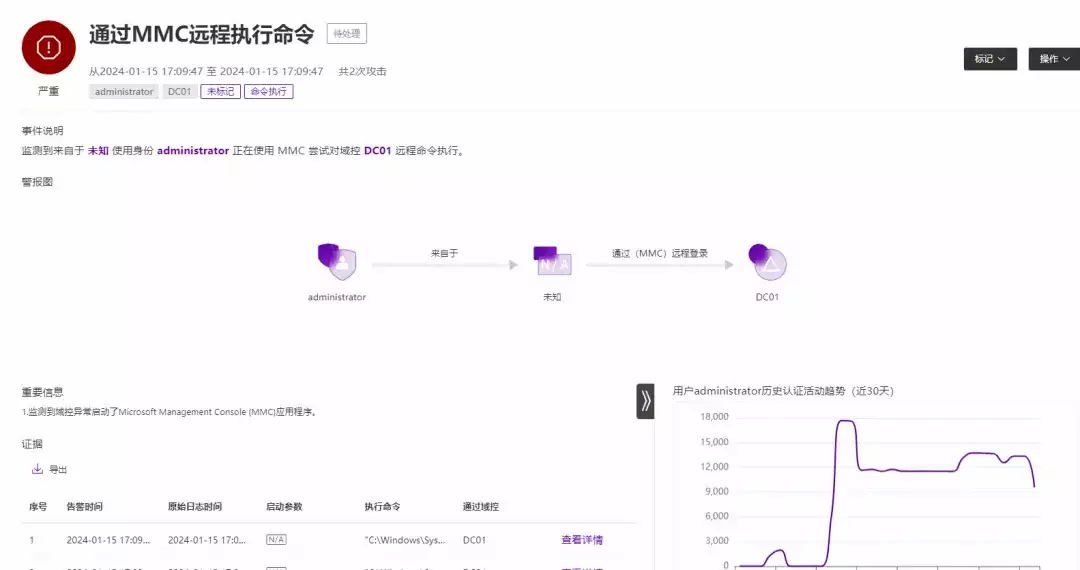 通过MMC远程执行命令 待处理
标记 操作
从2024-01-15 17:09:47 至 2024-01-15 17:09:47 共2次攻击
严重
administrator DC01 未标记 命令执行
事件说明
监测到来自于 未知 使用身份 administrator 正在使用 MMC 尝试对域控 DC01 远程命令执行。
警报图
来自于 通过（MMC）远程登录
N/A
administrator 未知 DC01
重要信息
1.监测到域控异常启动了Microsoft Management Console (MMC)应用程序。
证据
导出
序号 告警时间 原始日志时间 启动参数 执行命令 通过域控
1 2024-01-15 17:09... 2024-01-15 17:0... N/A "C:\Windows\Sys... DC01 查看详情
用户administrator历史认证活动趋势（近30天）
18,000
15,000
12,000
9,000
6,000
3,000
0